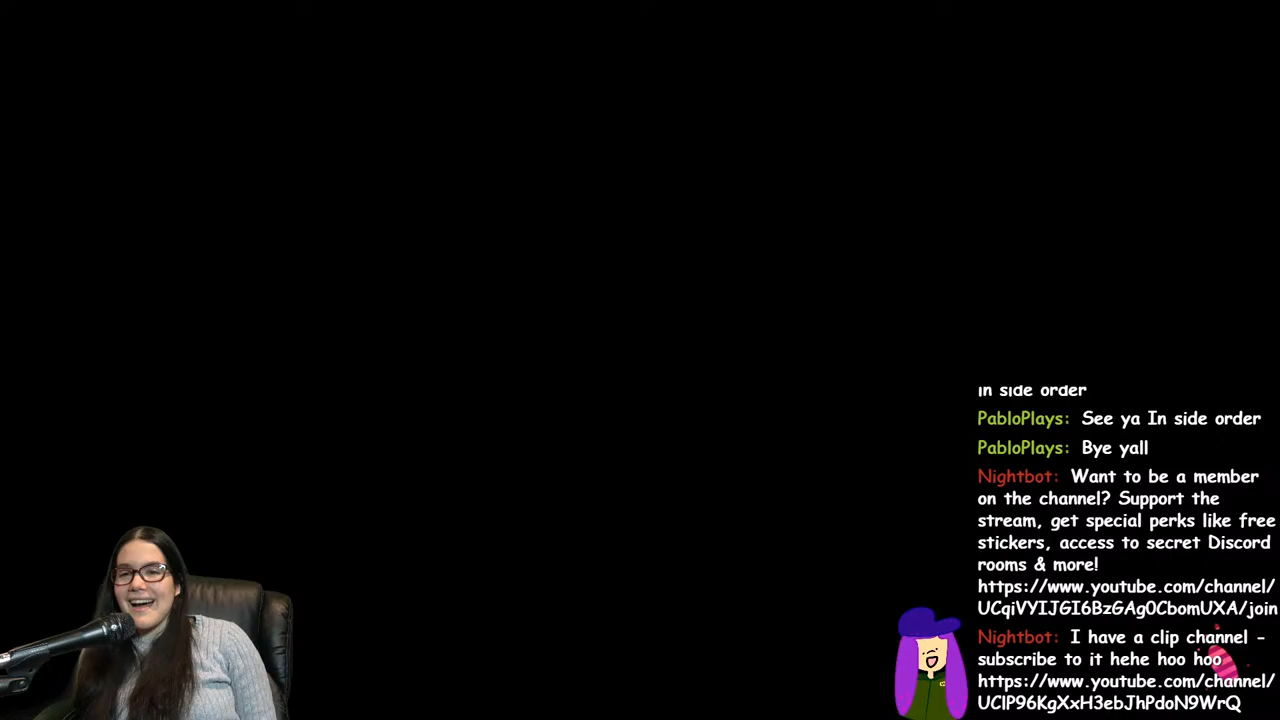 in side order
PabloPlays: See ya In side order
PabloPlays: Bye yall
Nightbot: Want to be a member
on the channel? Support the
stream, get special perks like free
stickers, access to secret Discord
rooms & more!
https://www.youtube.com/channel/
UCqiVYIJGI6BzGAg0CbomUXA/join
Nightbot: I have a clip channel -
subscribe to it hehe hoo hoo
https://www.youtube.com/channel/
UClP96KgXxH3ebJhPdoN9WrQ